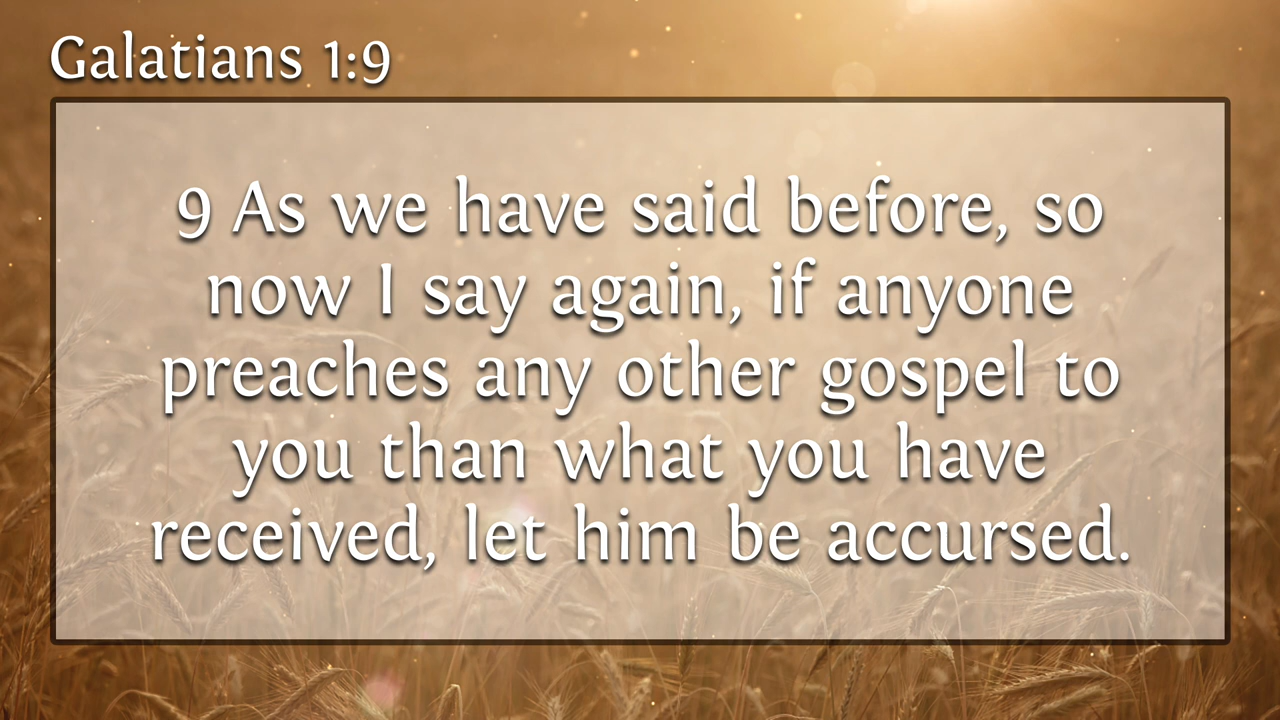 Galatians 1:9
9 As we have said before, so
now I say again, if anyone
preaches any other gospel to
you than what you have
received, let him be accursed.